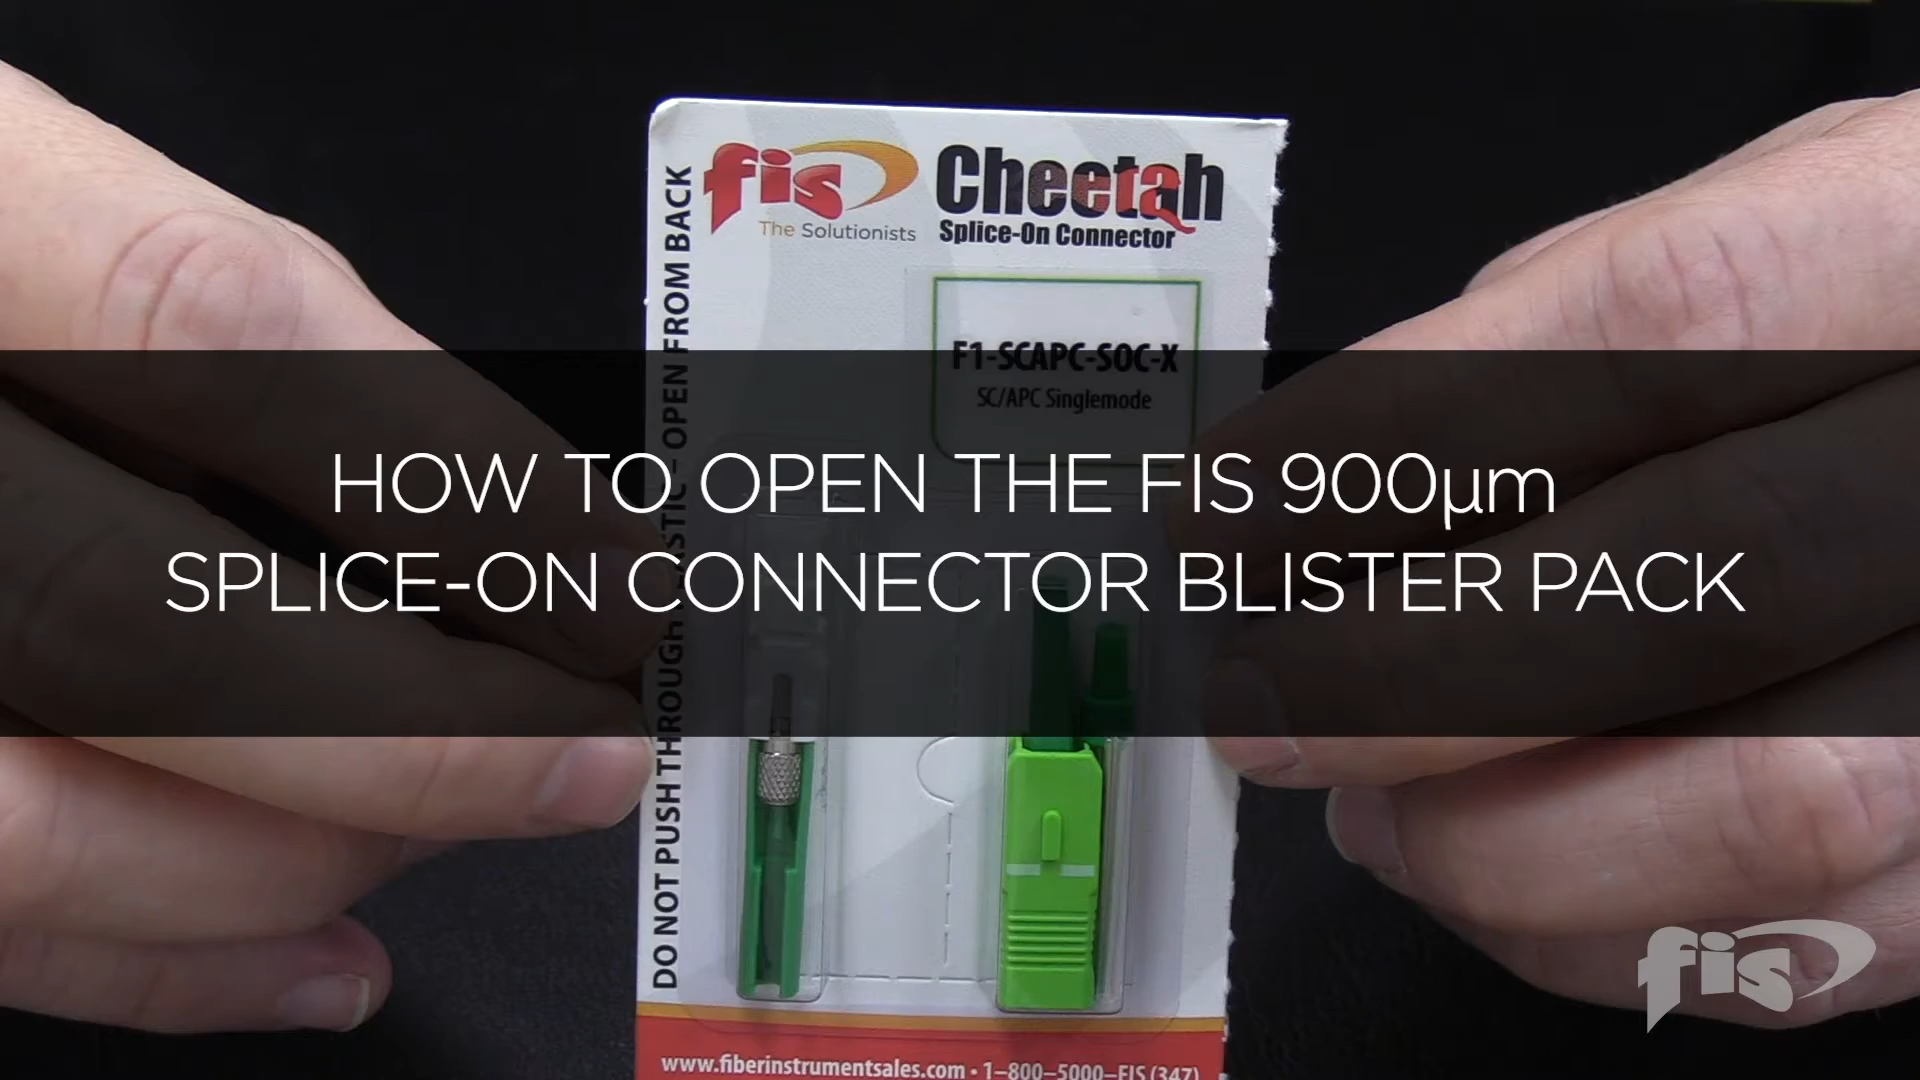 fis
The Solutionists
Cheetah
Splice-On Connector
F1-SCAPC-SOC-X
SC/APC Singlemode
DO NOT PUSH THROUGH PLASTIC - OPEN FROM BACK
HOW TO OPEN THE FIS 900µm
SPLICE-ON CONNECTOR BLISTER PACK
fis
www.fiberinstrumentsales.com • 1-800-5000-FIS (347)